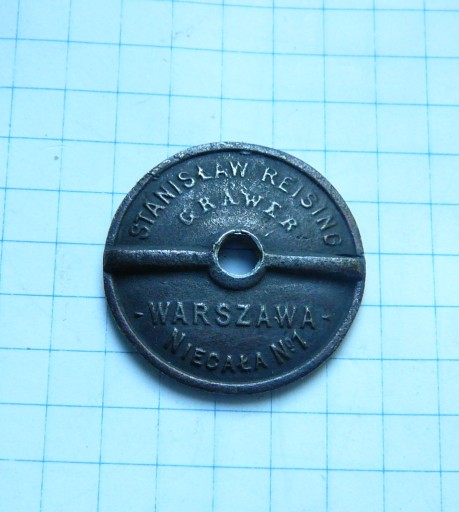 STANISŁAW REISING
GRAWER
- WARSZAWA -
NIECAŁA Nº1